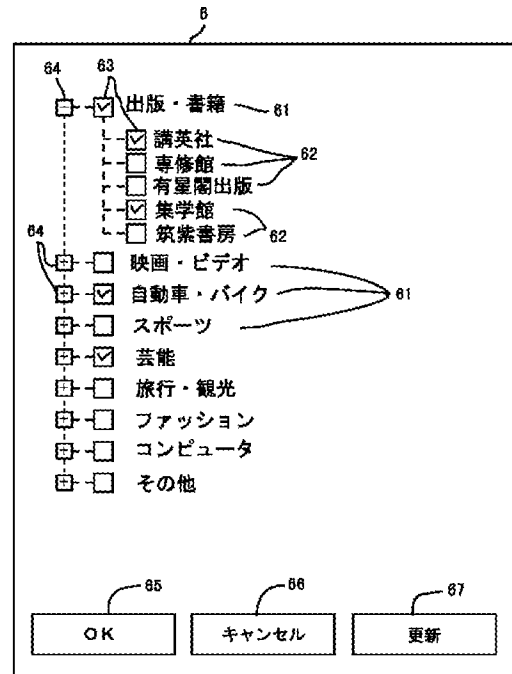 6
64 63
出版・書籍 61
講英社
専修館 62
有星閣出版
集学館
筑紫書房 62
64
映画・ビデオ
自動車・バイク 61
スポーツ
芸能
旅行・観光
ファッション
コンピュータ
その他
65 66 67
OK キャンセル 更新